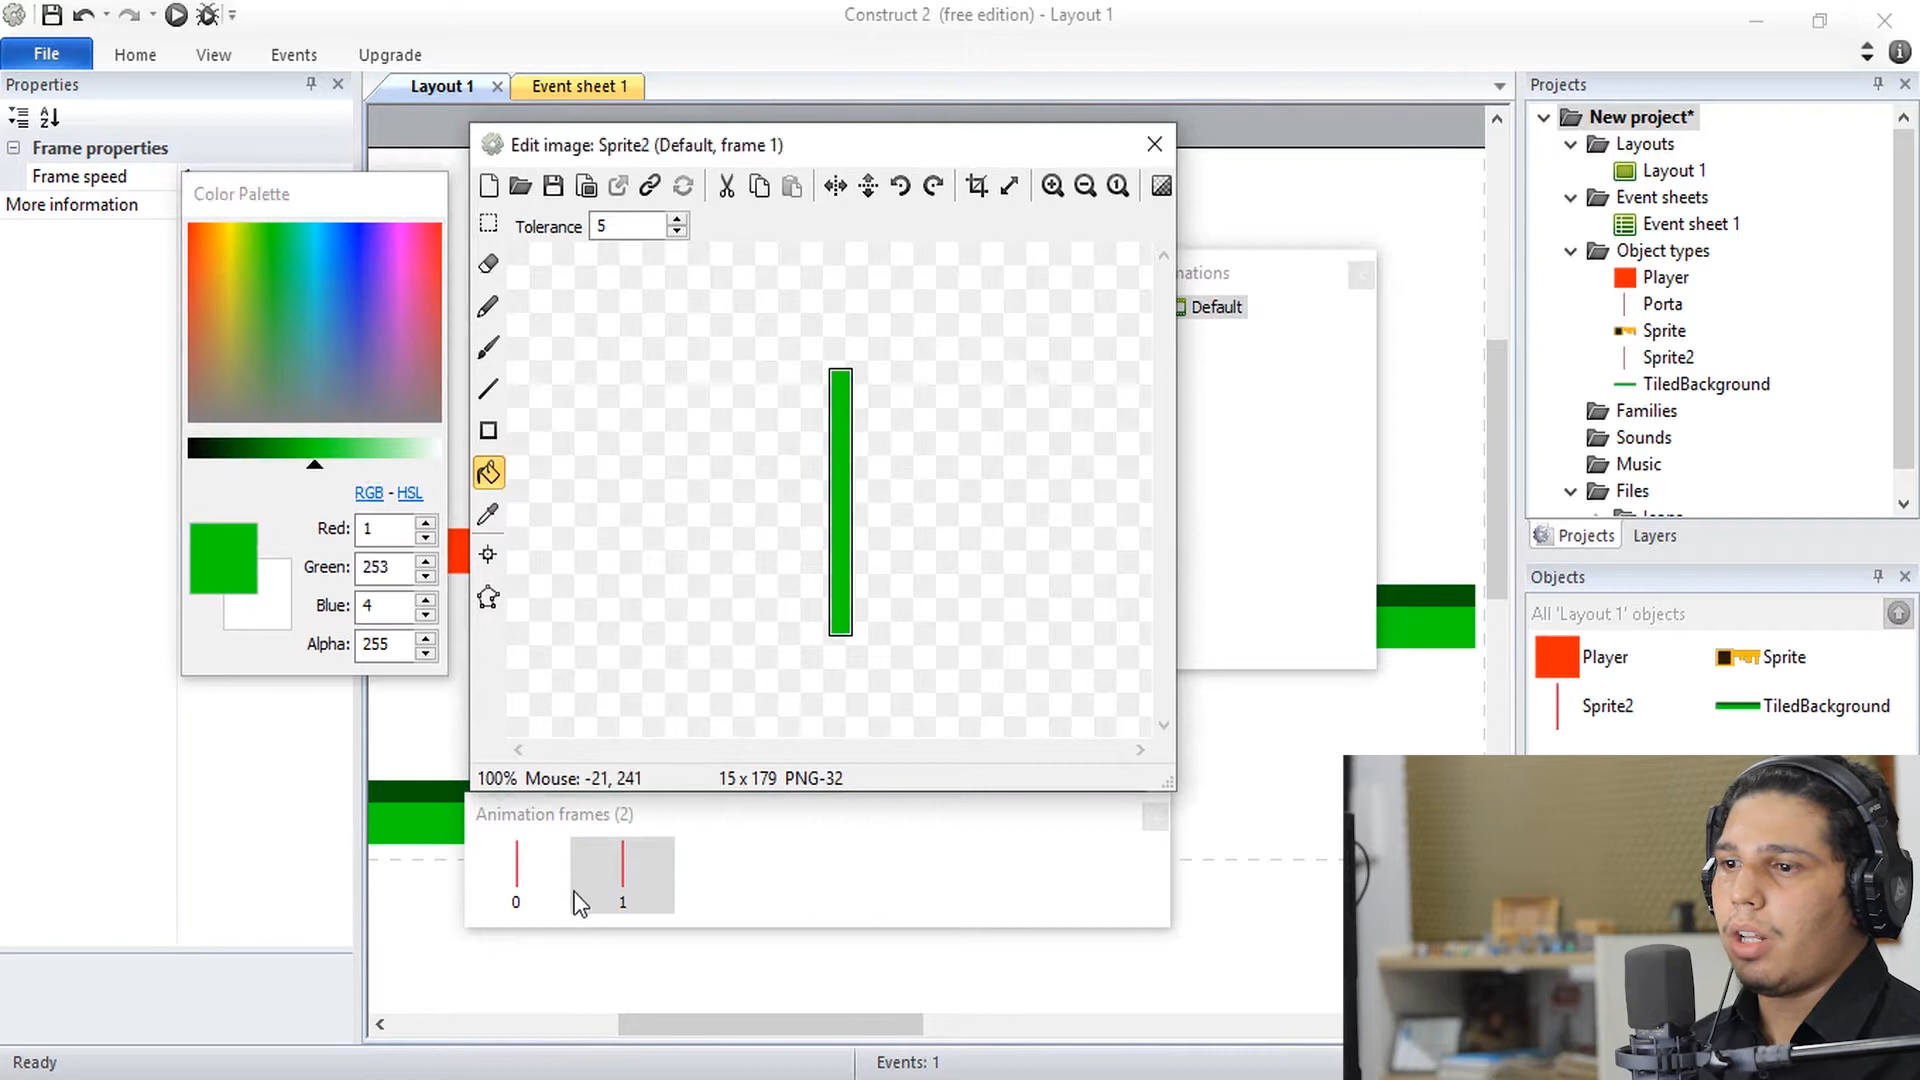 Construct 2 (free edition) - Layout 1
File
Home
View
Events
Upgrade
Properties
Layout 1
Event sheet 1
Projects
Frame properties
Frame speed
More information
Color Palette
RGB - HSL
Red: 1
Green: 253
Blue: 4
Alpha: 255
Edit image: Sprite2 (Default, frame 1)
Tolerance 5
100% Mouse: -21, 241 15 x 179 PNG-32
nations
Default
Animation frames (2)
0
1
New project*
Layouts
Layout 1
Event sheets
Event sheet 1
Object types
Player
Porta
Sprite
Sprite2
TiledBackground
Families
Sounds
Music
Files
Projects
Layers
Objects
All 'Layout 1' objects
Player
Sprite
Sprite2
TiledBackground
Ready
Events: 1